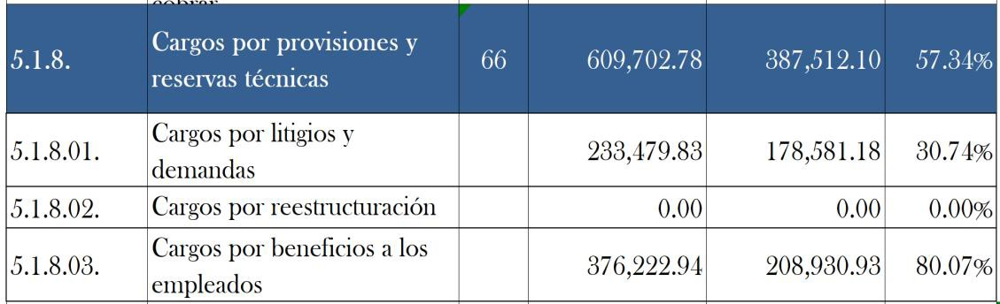 cobrar
5.1.8. Cargos por provisiones y reservas técnicas 66 609,702.78 387,512.10 57.34%
5.1.8.01. Cargos por litigios y demandas 233,479.83 178,581.18 30.74%
5.1.8.02. Cargos por reestructuración 0.00 0.00 0.00%
5.1.8.03. Cargos por beneficios a los empleados 376,222.94 208,930.93 80.07%